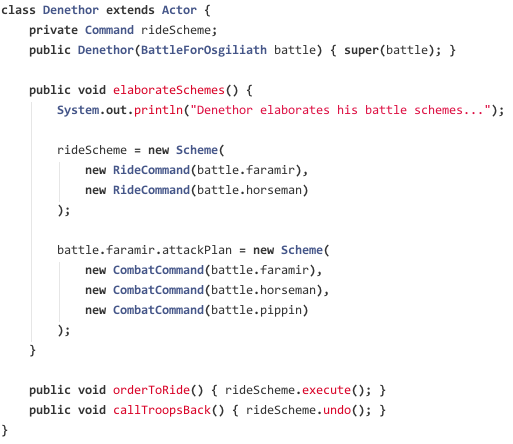 class Denethor extends Actor {
    private Command rideScheme;
    public Denethor(BattleForOsgiliath battle) { super(battle); }

    public void elaborateSchemes() {
        System.out.println("Denethor elaborates his battle schemes...");

        rideScheme = new Scheme(
            new RideCommand(battle.faramir),
            new RideCommand(battle.horseman)
        );

        battle.faramir.attackPlan = new Scheme(
            new CombatCommand(battle.faramir),
            new CombatCommand(battle.horseman),
            new CombatCommand(battle.pippin)
        );
    }

    public void orderToRide() { rideScheme.execute(); }
    public void callTroopsBack() { rideScheme.undo(); }
}